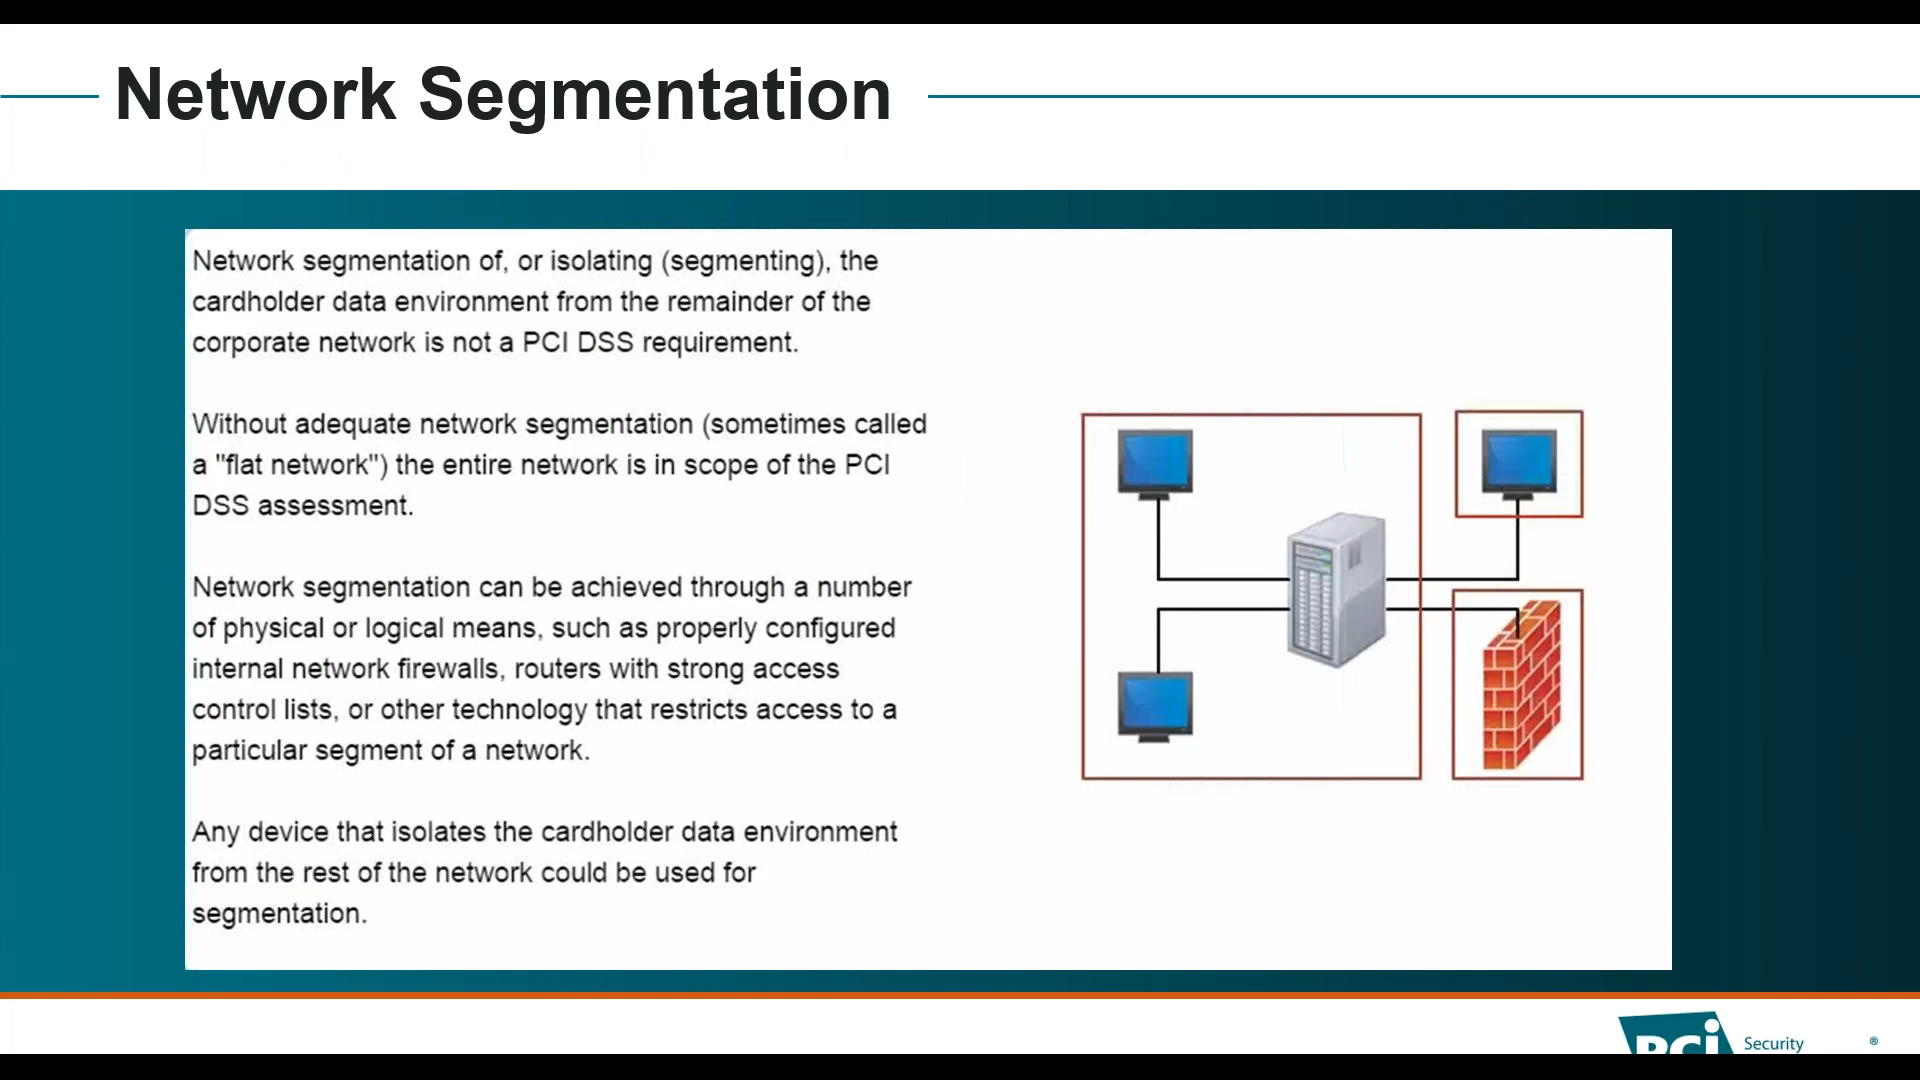 Network Segmentation
Network segmentation of, or isolating (segmenting), the
cardholder data environment from the remainder of the
corporate network is not a PCI DSS requirement.
Without adequate network segmentation (sometimes called
a "flat network") the entire network is in scope of the PCI
DSS assessment.
Network segmentation can be achieved through a number
of physical or logical means, such as properly configured
internal network firewalls, routers with strong access
control lists, or other technology that restricts access to a
particular segment of a network.
Any device that isolates the cardholder data environment
from the rest of the network could be used for
segmentation.
PCi Security ®